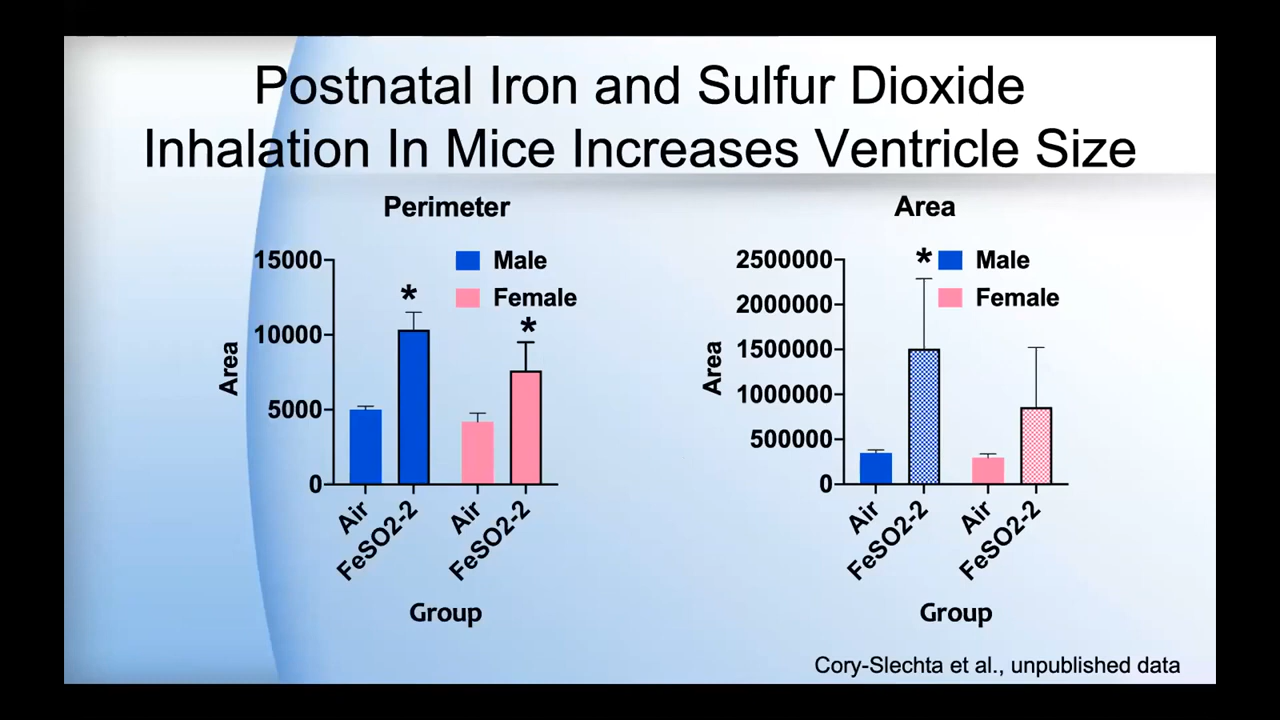 Postnatal Iron and Sulfur Dioxide
Inhalation In Mice Increases Ventricle Size
Perimeter
15000
10000
5000
0
Area
Male
Female
*
*
Air
FeSO2-2
Air
FeSO2-2
Group
Area
2500000
2000000
1500000
1000000
500000
0
Area
*
Male
Female
Air
FeSO2-2
Air
FeSO2-2
Group
Cory-Slechta et al., unpublished data